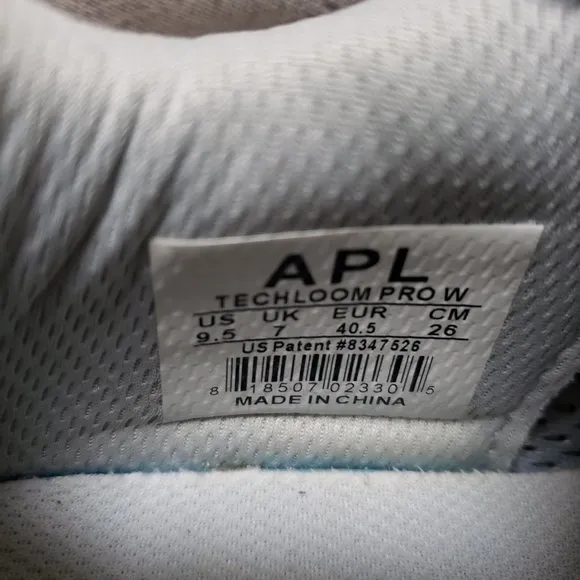 APL
TECHLOOM PRO W
US UK EUR CM
9.5 7 40.5 26
US Patent #8347526
8 18507 02330 5
MADE IN CHINA